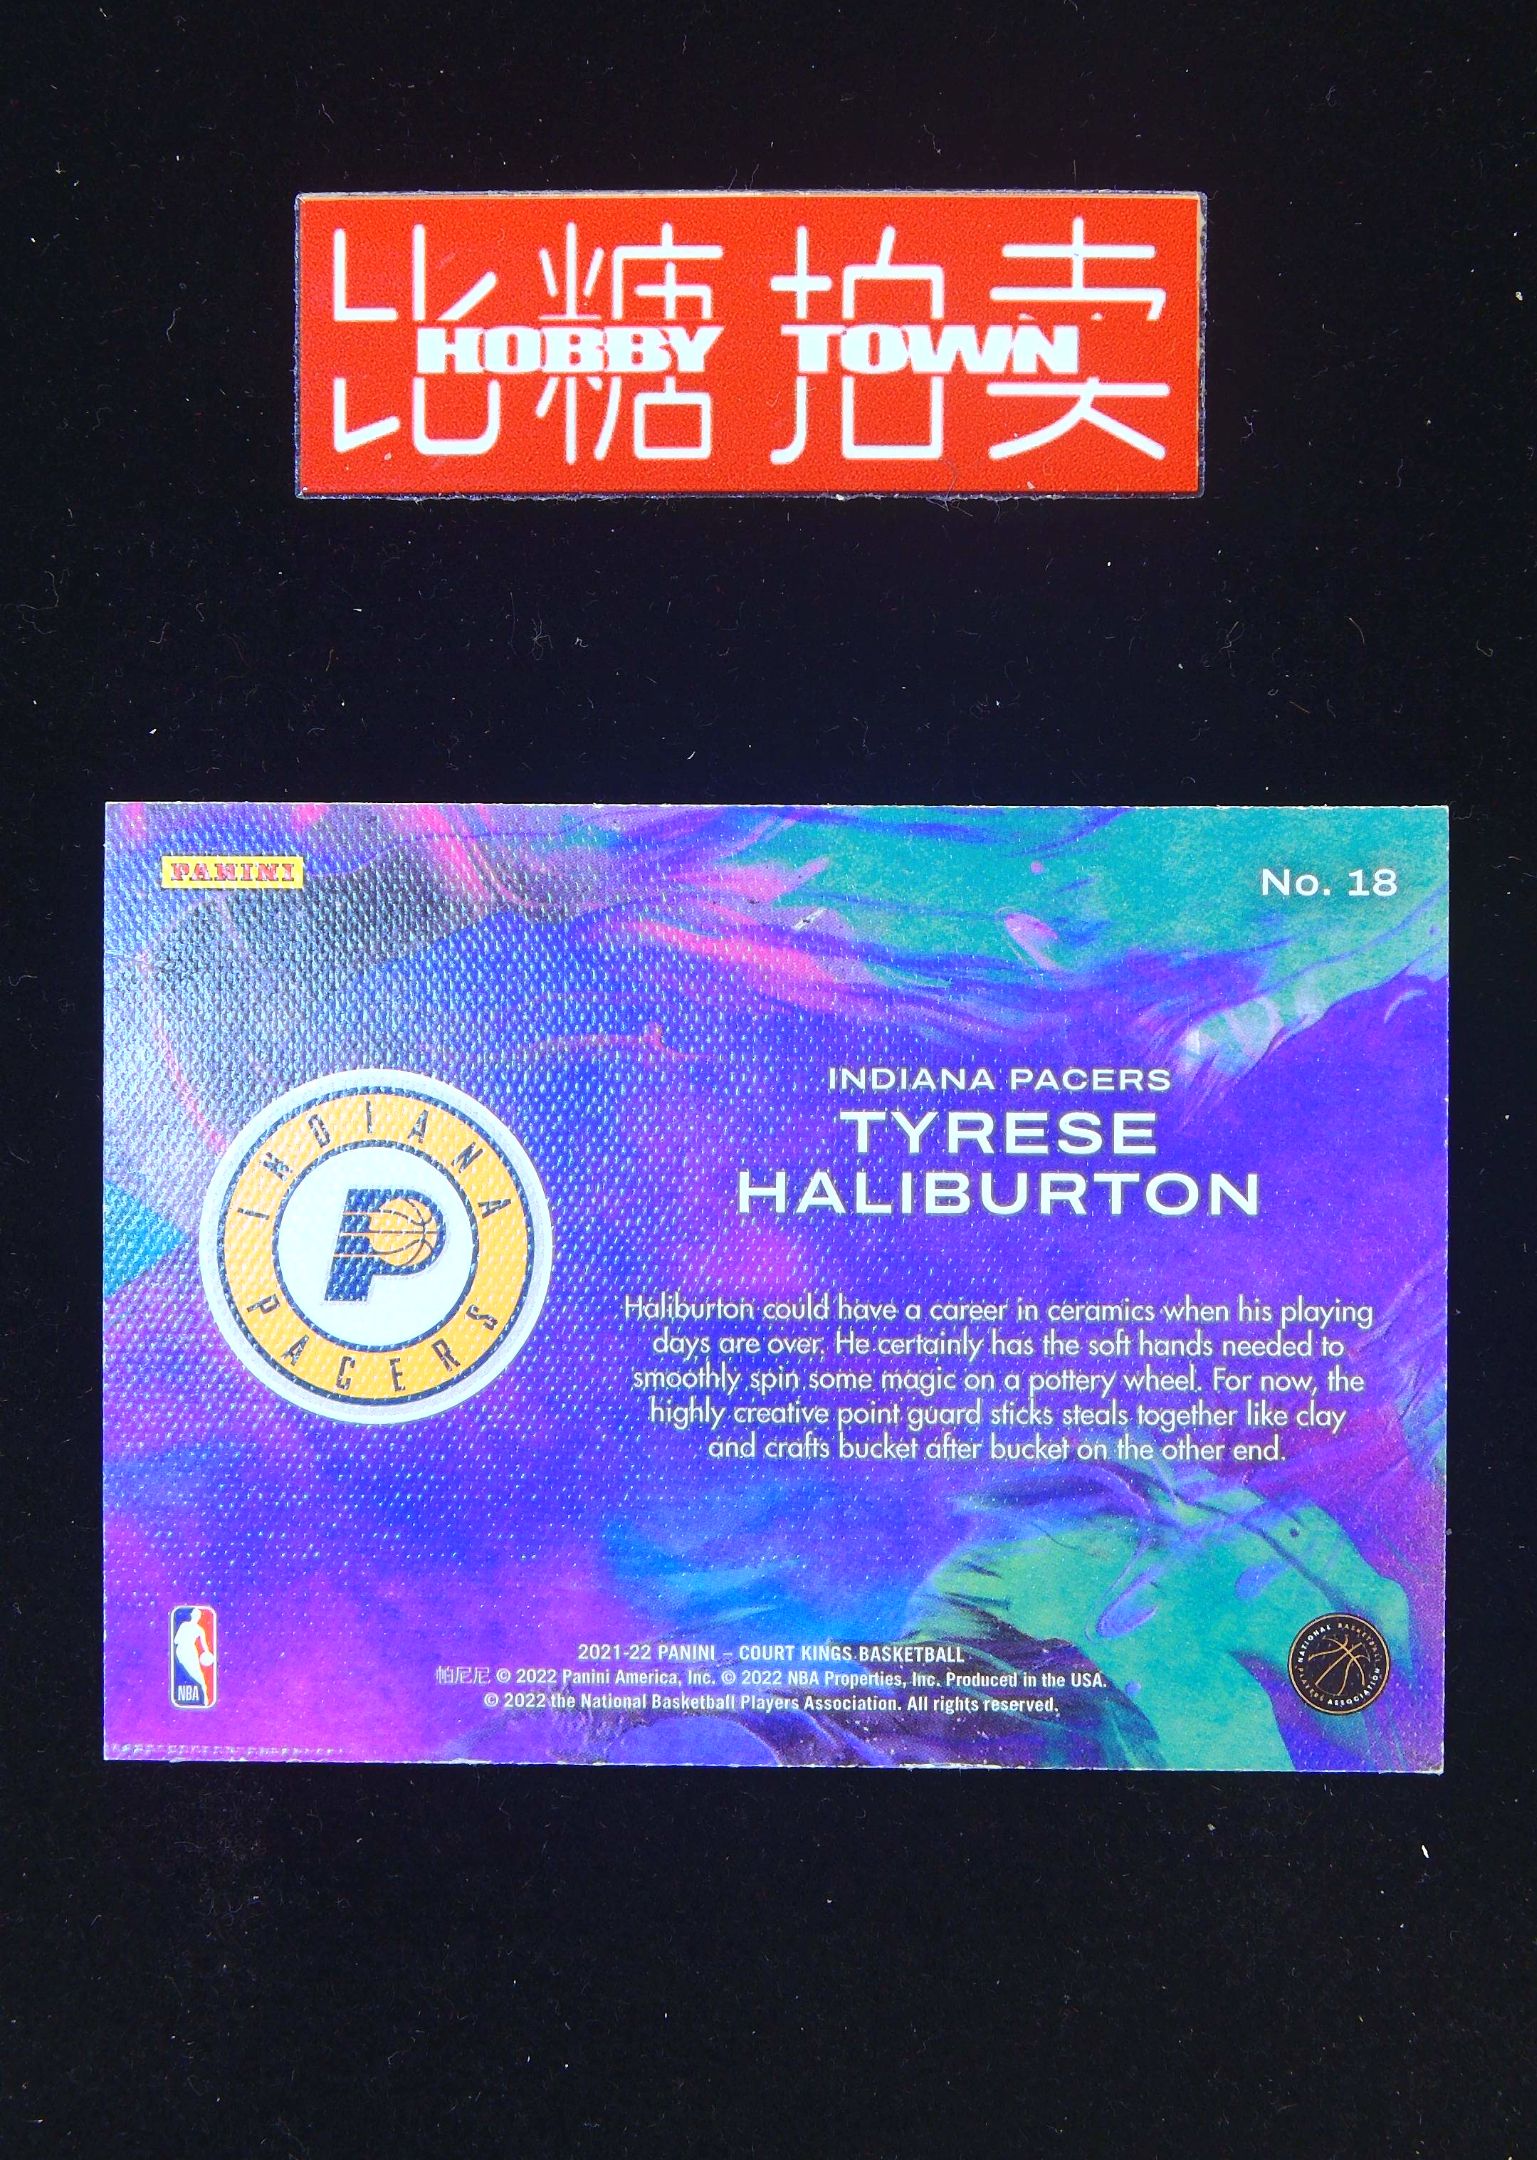 比糖 拍卖
HOBBY TOWN
PANINI
No. 18
INDIANA PACERS
TYRESE
HALIBURTON
INDIANA
PACERS
Haliburton could have a career in ceramics when his playing
days are over. He certainly has the soft hands needed to
smoothly spin some magic on a pottery wheel. For now, the
highly creative point guard sticks steals together like clay
and crafts bucket after bucket on the other end.
2021-22 PANINI – COURT KINGS BASKETBALL
帕尼尼 © 2022 Panini America, Inc. © 2022 NBA Properties, Inc. Produced in the USA.
© 2022 the National Basketball Players Association. All rights reserved.
NBA
NATIONAL BASKETBALL
PLAYERS ASSOCIATION